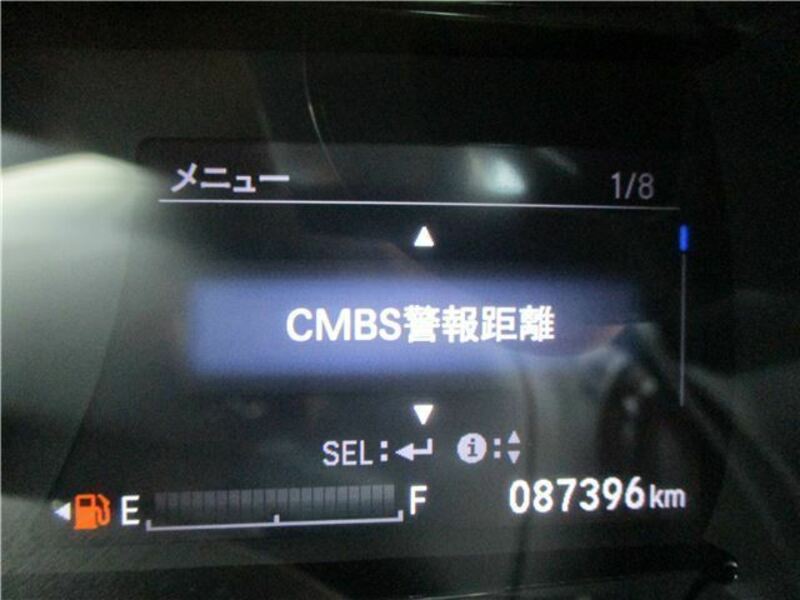 メニュー 1/8
▲
CMBS警報距離
▼
SEL:↵ i:
E F 087396km